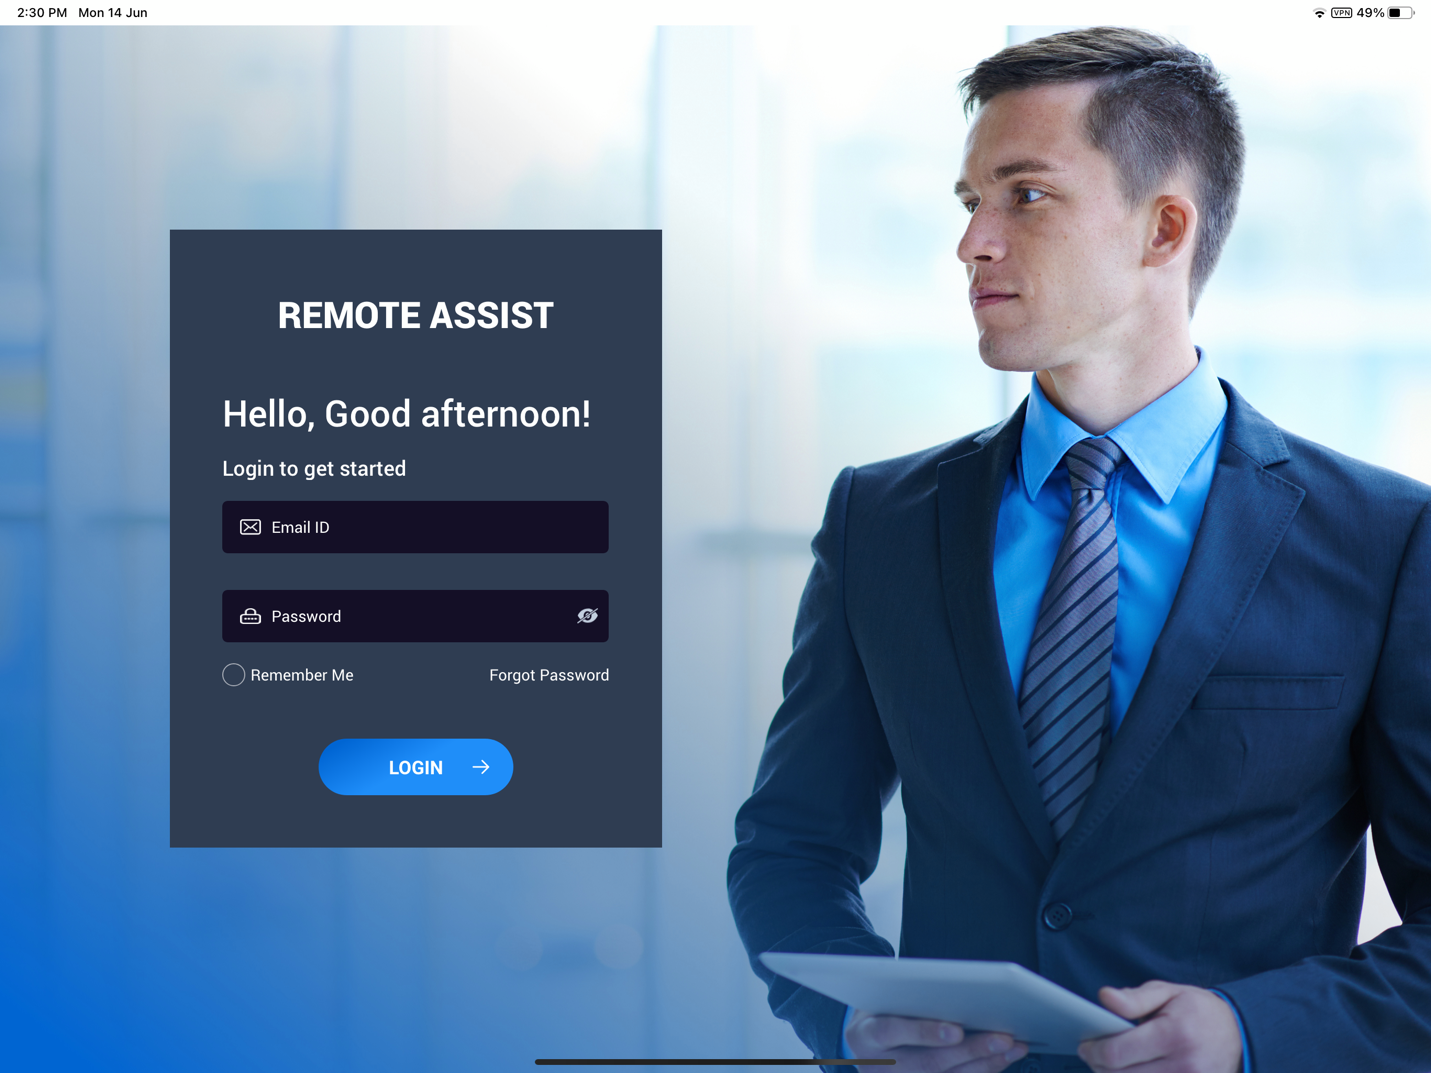 2:30 PM Mon 14 Jun
VPN 49%
REMOTE ASSIST
Hello, Good afternoon!
Login to get started
Email ID
Password
Remember Me Forgot Password
LOGIN